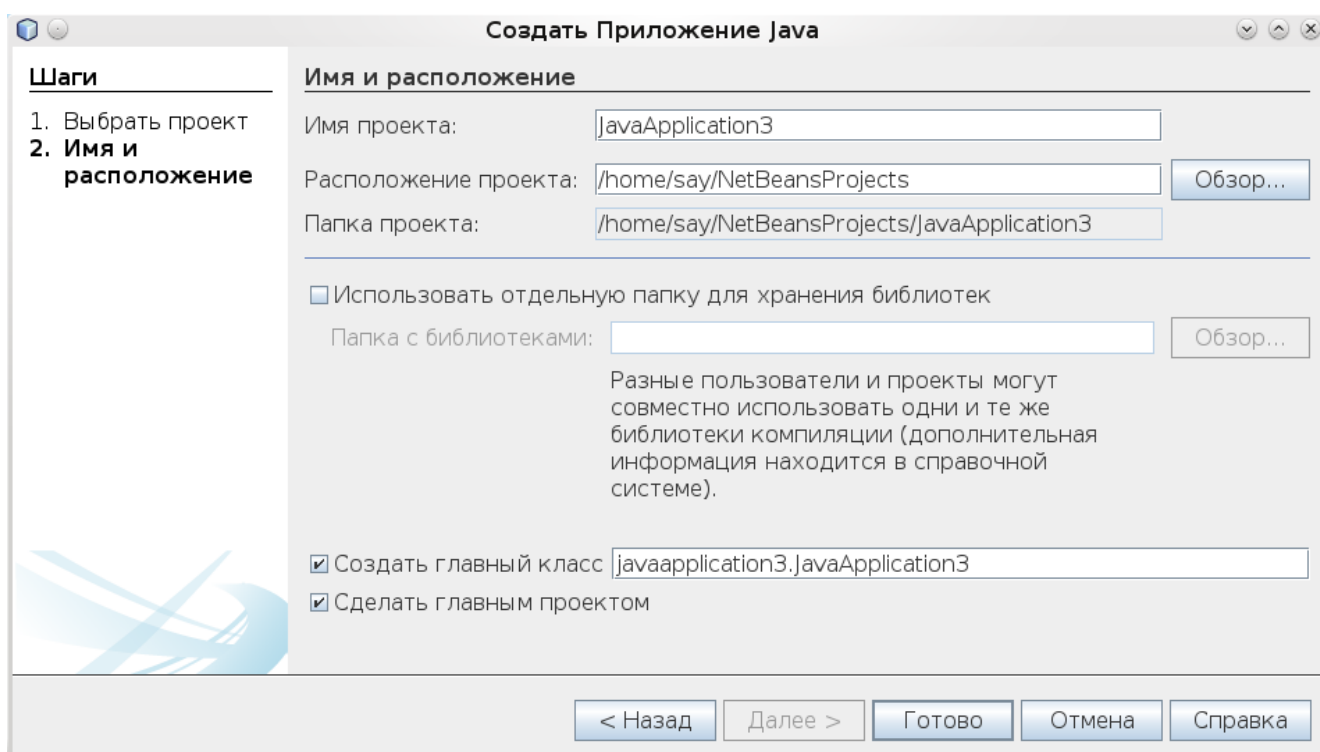 Создать Приложение Java
Шаги
1. Выбрать проект
2. Имя и
расположение
Имя и расположение
Имя проекта: JavaApplication3
Расположение проекта: /home/say/NetBeansProjects Обзор...
Папка проекта: /home/say/NetBeansProjects/JavaApplication3
Использовать отдельную папку для хранения библиотек
Папка с библиотеками: Обзор...
Разные пользователи и проекты могут
совместно использовать одни и те же
библиотеки компиляции (дополнительная
информация находится в справочной
системе).
Создать главный класс javaapplication3.JavaApplication3
Сделать главным проектом
< Назад Далее > Готово Отмена Справка